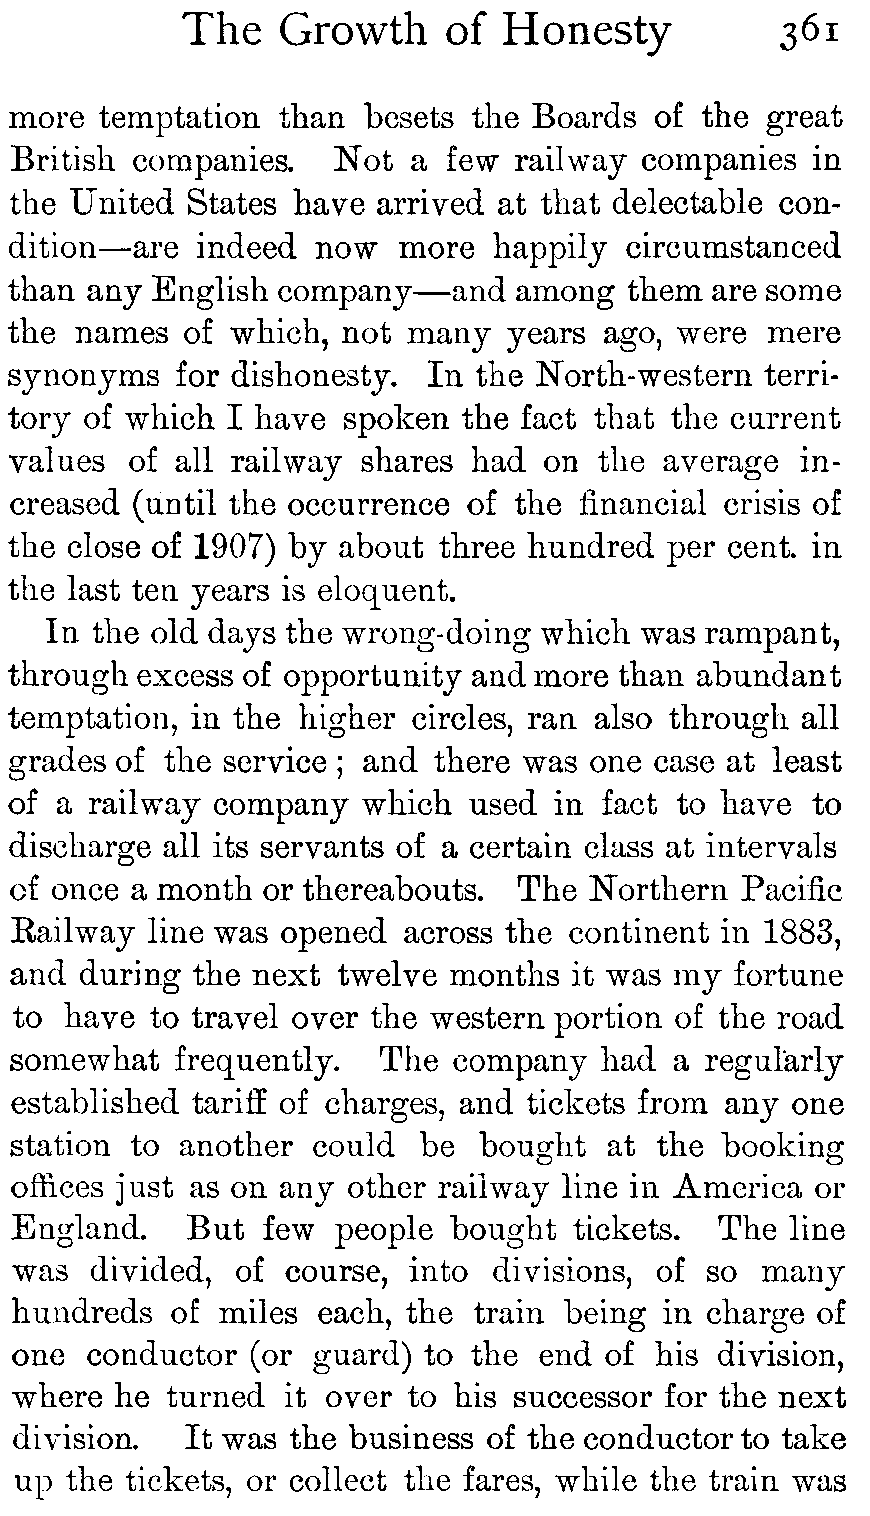 The Growth of Honesty 361
more temptation than besets the Boards of the great
British companies. Not a few railway companies in
the United States have arrived at that delectable con-
dition—are indeed now more happily circumstanced
than any English company—and among them are some
the names of which, not many years ago, were mere
synonyms for dishonesty. In the North-western terri-
tory of which I have spoken the fact that the current
values of all railway shares had on the average in-
creased (until the occurrence of the financial crisis of
the close of 1907) by about three hundred per cent. in
the last ten years is eloquent.
In the old days the wrong-doing which was rampant,
through excess of opportunity and more than abundant
temptation, in the higher circles, ran also through all
grades of the service ; and there was one case at least
of a railway company which used in fact to have to
discharge all its servants of a certain class at intervals
of once a month or thereabouts. The Northern Pacific
Railway line was opened across the continent in 1883,
and during the next twelve months it was my fortune
to have to travel over the western portion of the road
somewhat frequently. The company had a regularly
established tariff of charges, and tickets from any one
station to another could be bought at the booking
offices just as on any other railway line in America or
England. But few people bought tickets. The line
was divided, of course, into divisions, of so many
hundreds of miles each, the train being in charge of
one conductor (or guard) to the end of his division,
where he turned it over to his successor for the next
division. It was the business of the conductor to take
up the tickets, or collect the fares, while the train was